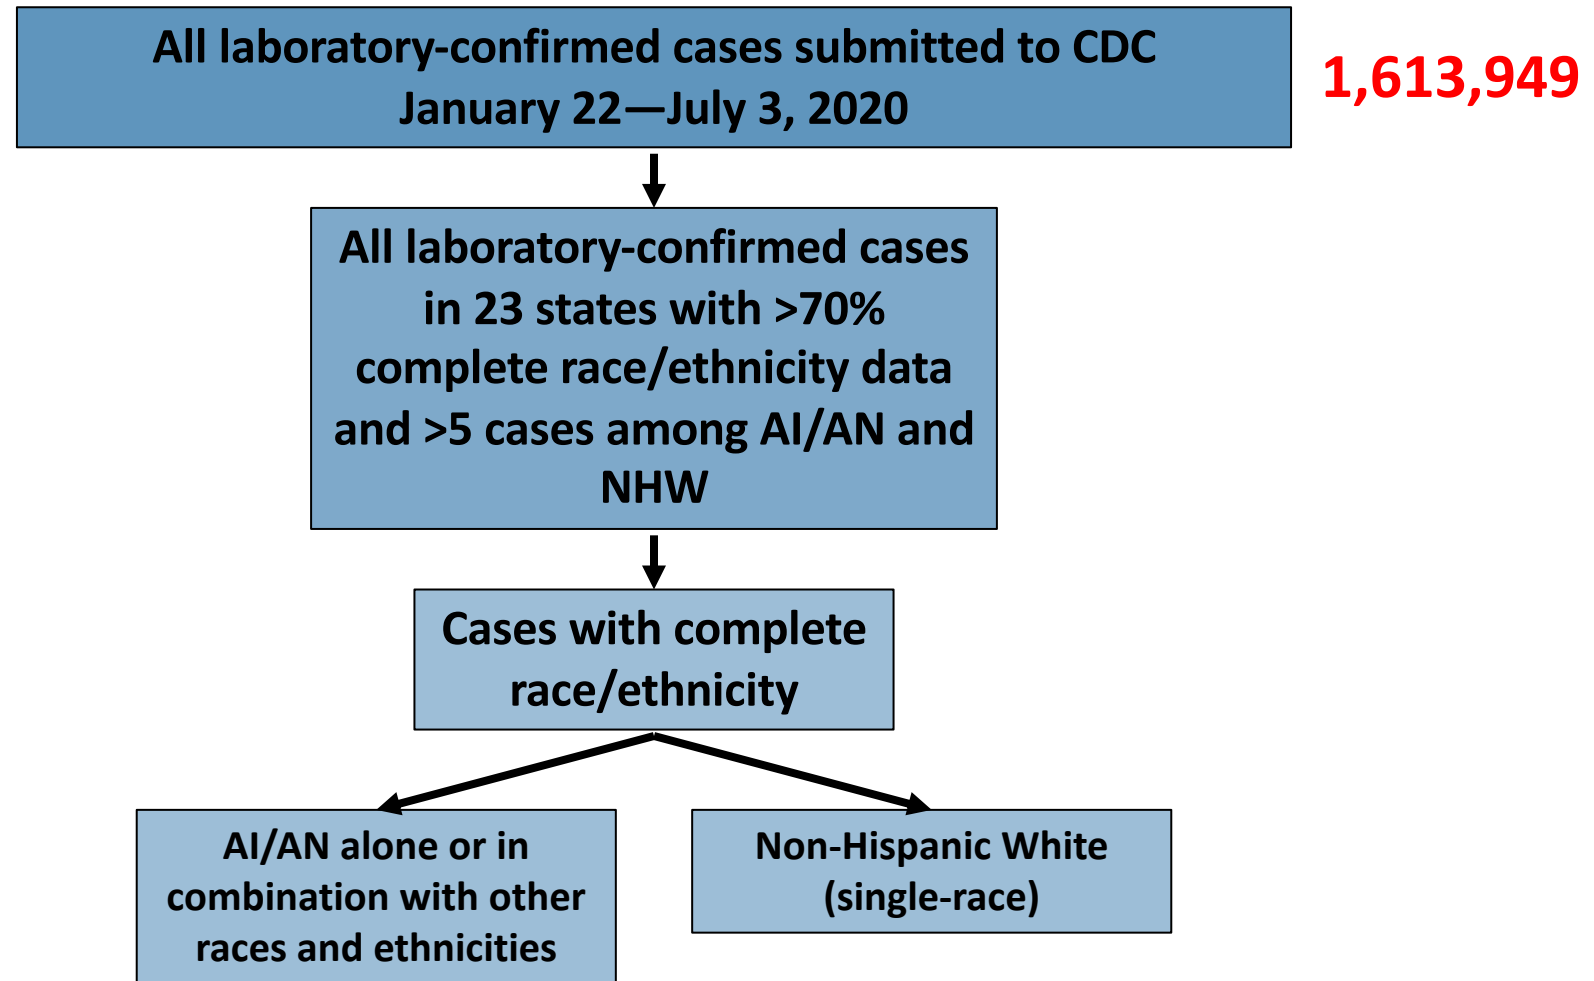 All laboratory-confirmed cases submitted to CDC
January 22—July 3, 2020
1,613,949
All laboratory-confirmed cases
in 23 states with >70%
complete race/ethnicity data
and >5 cases among AI/AN and
NHW
Cases with complete
race/ethnicity
AI/AN alone or in
combination with other
races and ethnicities
Non-Hispanic White
(single-race)